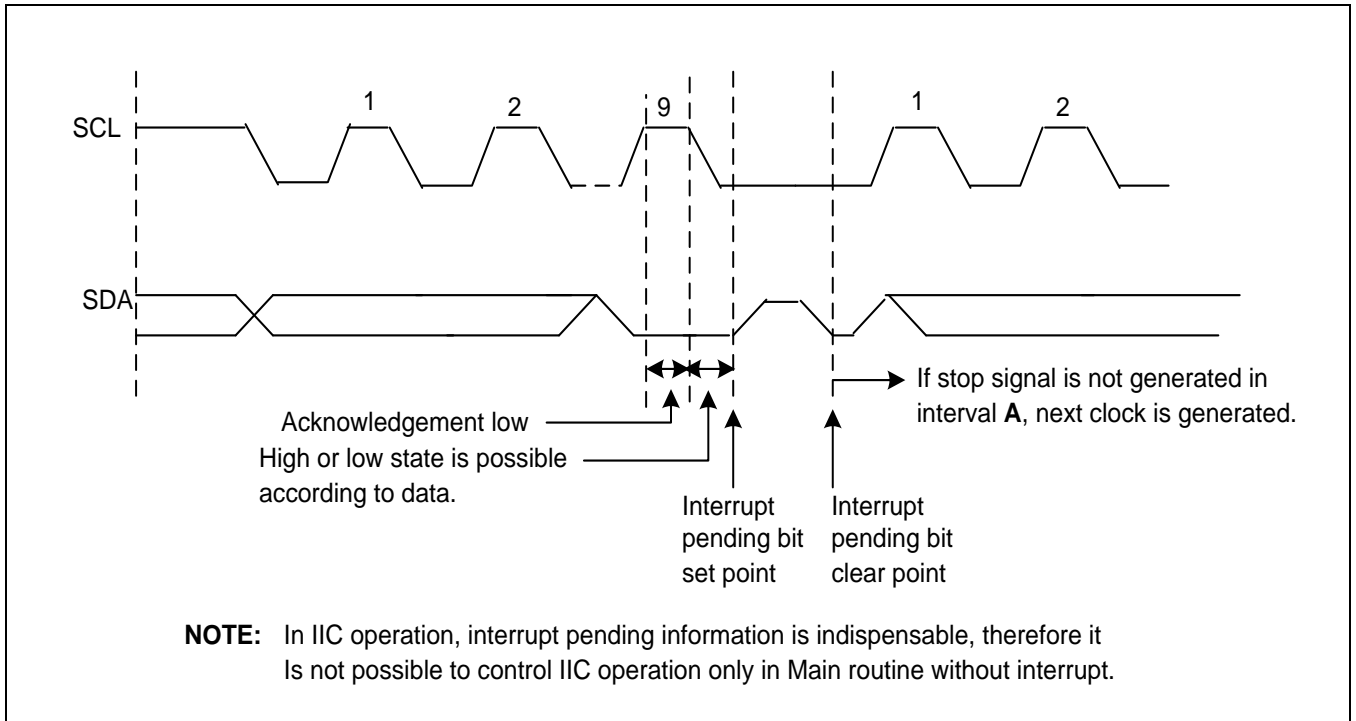 1
2
9
1
2
SCL
SDA
If stop signal is not generated in
interval A, next clock is generated.
Acknowledgement low
High or low state is possible
according to data.
Interrupt
pending bit
set point
Interrupt
pending bit
clear point
NOTE: In IIC operation, interrupt pending information is indispensable, therefore it
Is not possible to control IIC operation only in Main routine without interrupt.